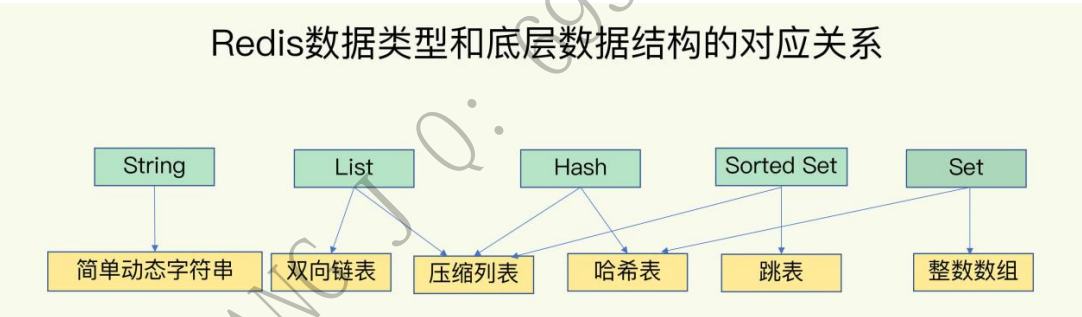 Redis数据类型和底层数据结构的对应关系
String
List
Hash
Sorted Set
Set
简单动态字符串
双向链表
压缩列表
哈希表
跳表
整数数组